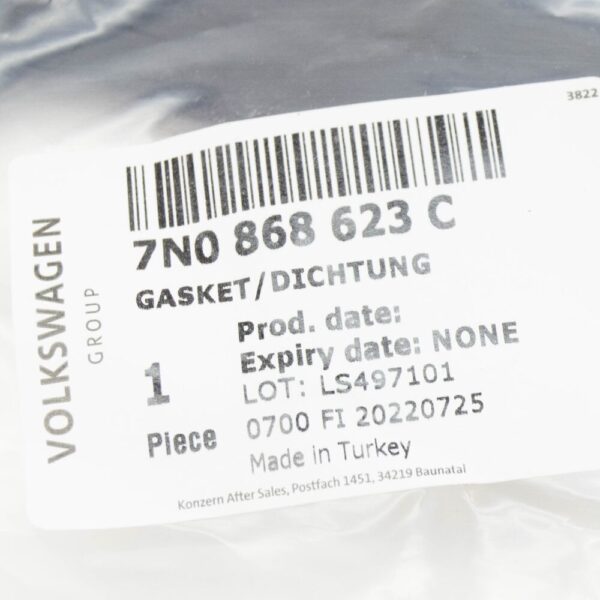 3822
7N0 868 623 C
GASKET/DICHTUNG
Prod. date:
Expiry date: NONE
LOT: LS497101
0700 FI 20220725
Made in Turkey
1
Piece
Konzern After Sales, Postfach 1451, 34219 Baunatal
VOLKSWAGEN
GROUP